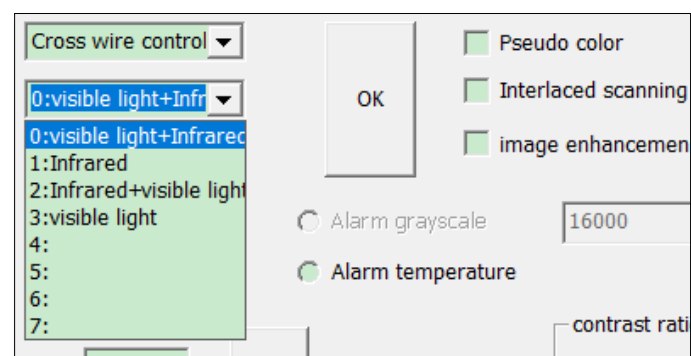 Cross wire control
Pseudo color
0:visible light+Infr
OK
Interlaced scanning
0:visible light+Infrared
1:Infrared
2:Infrared+visible light
3:visible light
4:
5:
6:
7:
image enhancemen
Alarm grayscale
16000
Alarm temperature
contrast rati